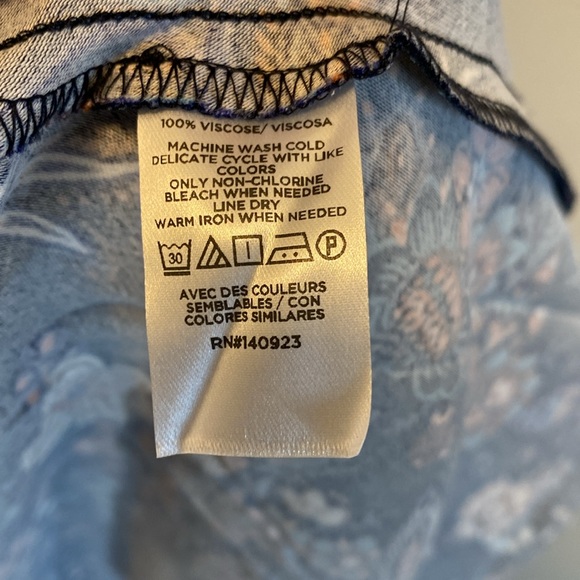 100% VISCOSE/ VISCOSA
MACHINE WASH COLD
DELICATE CYCLE WITH LIKE
COLORS
ONLY NON-CHLORINE
BLEACH WHEN NEEDED
LINE DRY
WARM IRON WHEN NEEDED
30 P
AVEC DES COULEURS
SEMBLABLES / CON
COLORES SIMILARES
RN#140923